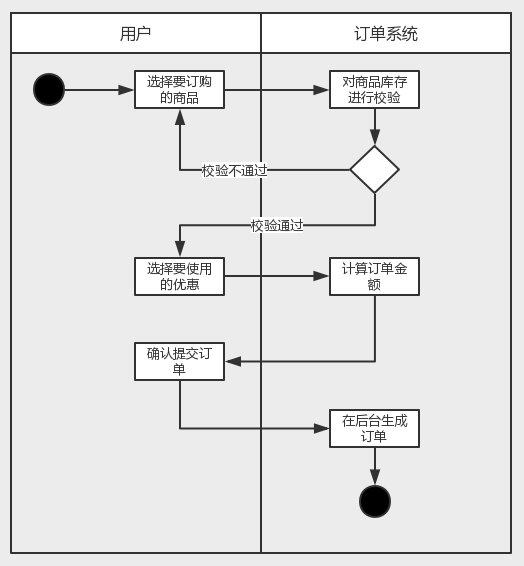 用户
订单系统
选择要订购
的商品
对商品库存
进行校验
校验不通过
校验通过
选择要使用
的优惠
计算订单金
额
确认提交订
单
在后台生成
订单